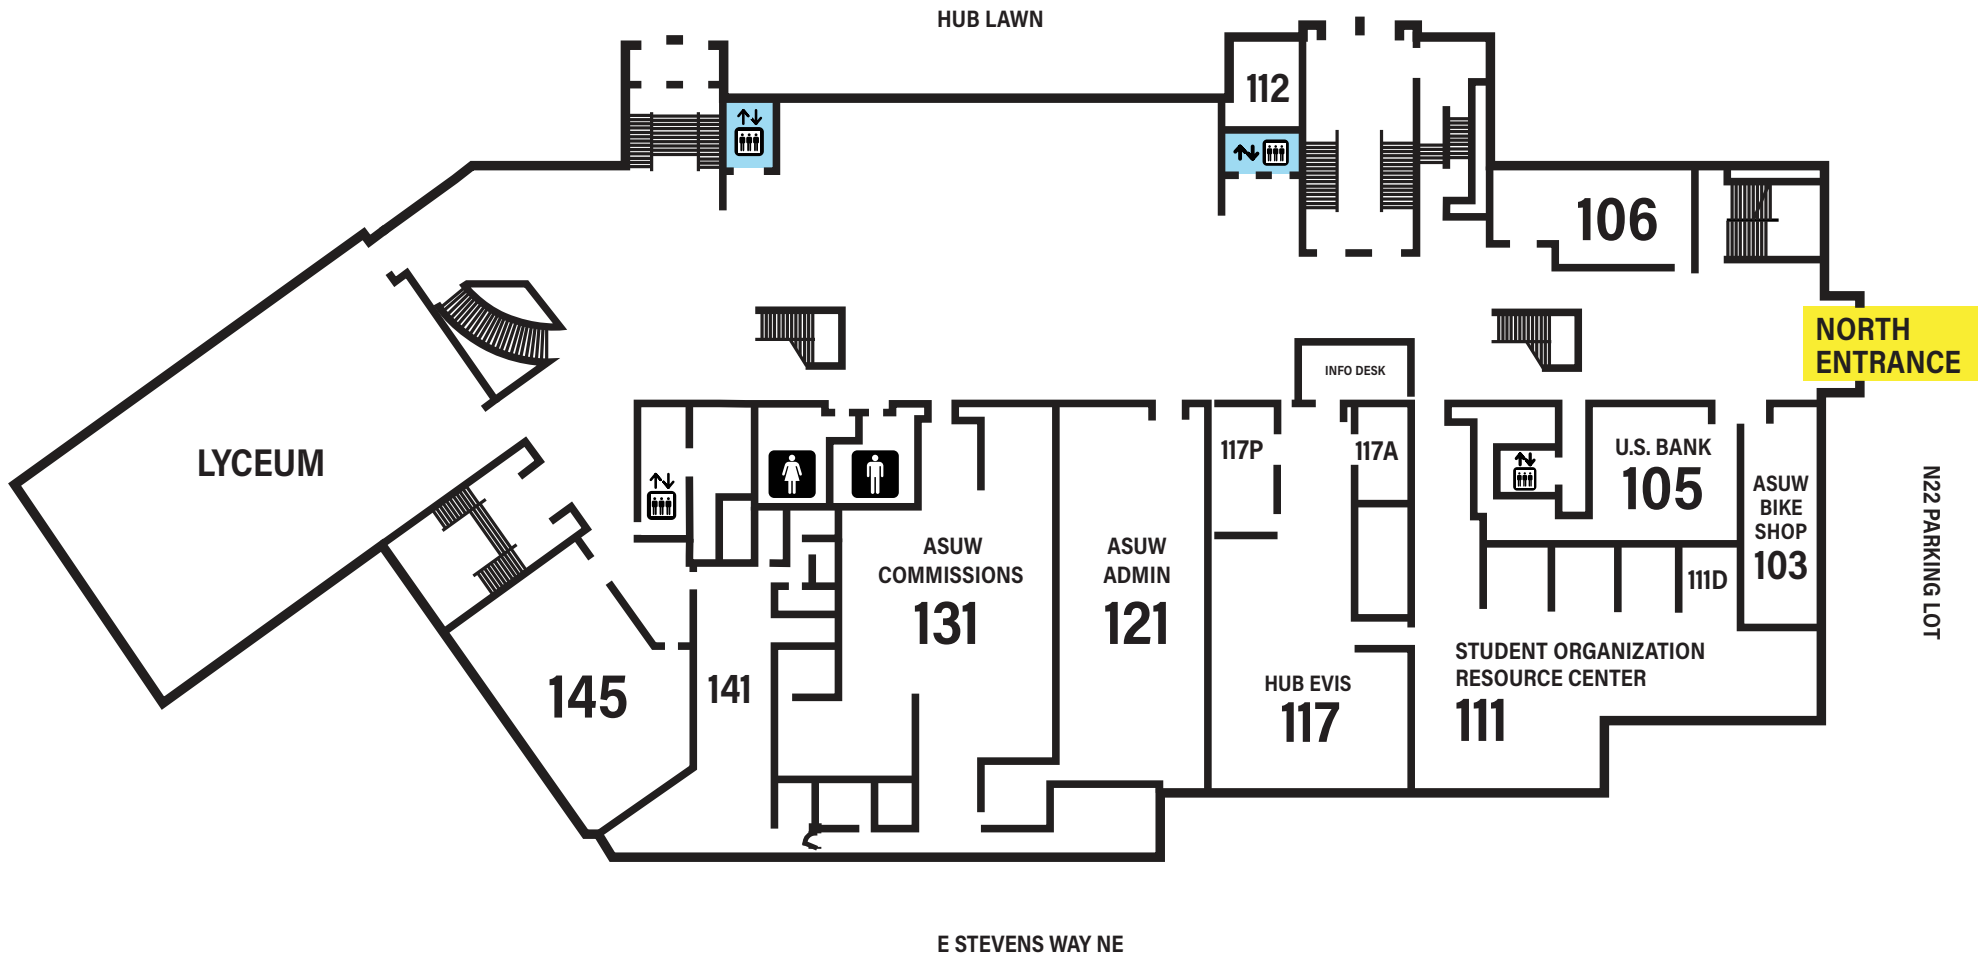 HUB LAWN
112
106
NORTH
ENTRANCE
INFO DESK
LYCEUM
117P
117A
U.S. BANK
105
ASUW
BIKE
SHOP
103
N22 PARKING LOT
ASUW
COMMISSIONS
131
ASUW
ADMIN
121
111D
STUDENT ORGANIZATION
RESOURCE CENTER
111
145
141
HUB EVIS
117
E STEVENS WAY NE